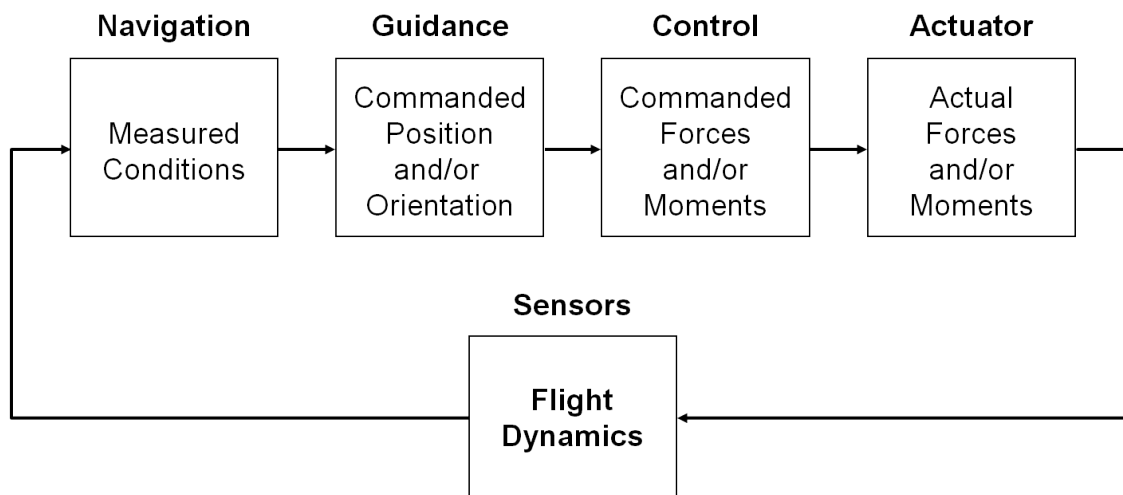 Navigation
Guidance
Control
Actuator
Measured
Conditions
Commanded
Position
and/or
Orientation
Commanded
Forces
and/or
Moments
Actual
Forces
and/or
Moments
Sensors
Flight
Dynamics